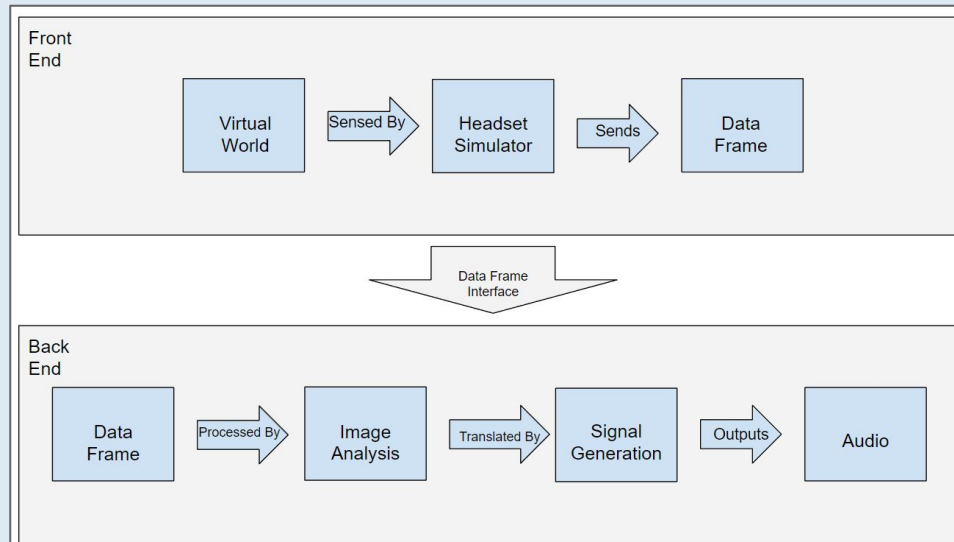 Front
End
Virtual
World
Sensed By
Headset
Simulator
Sends
Data
Frame
Data Frame
Interface
Back
End
Data
Frame
Processed By
Image
Analysis
Translated By
Signal
Generation
Outputs
Audio